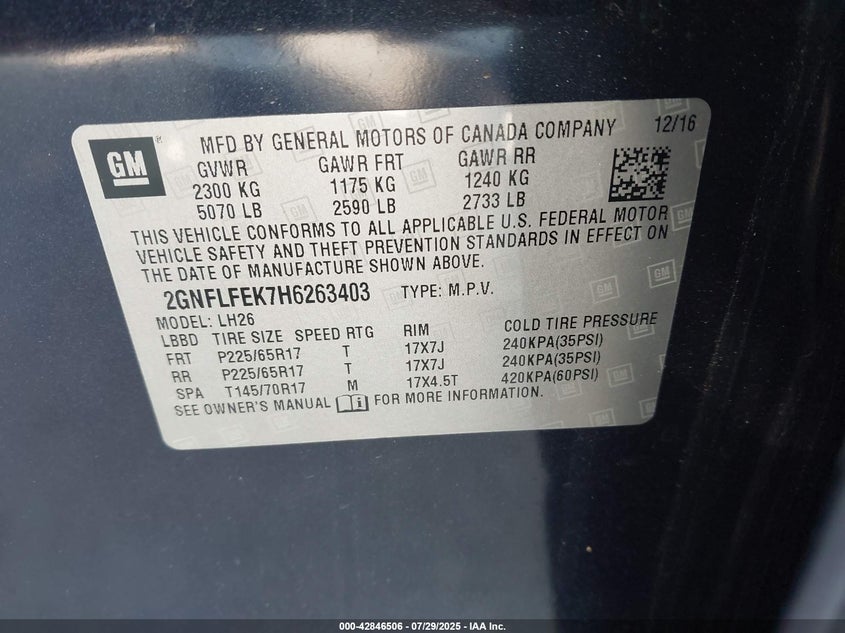 GM ® MFD BY GENERAL MOTORS OF CANADA COMPANY 12/16
GVWR GAWR FRT GAWR RR
2300 KG 1175 KG 1240 KG
5070 LB 2590 LB 2733 LB
THIS VEHICLE CONFORMS TO ALL APPLICABLE U.S. FEDERAL MOTOR
VEHICLE SAFETY AND THEFT PREVENTION STANDARDS IN EFFECT ON
THE DATE OF MANUFACTURE SHOWN ABOVE.
2GNFLFEK7H6263403 TYPE: M.P.V.
MODEL: LH26
LBBD TIRE SIZE SPEED RTG RIM COLD TIRE PRESSURE
FRT P225/65R17 T 17X7J 240KPA(35PSI)
RR P225/65R17 T 17X7J 240KPA(35PSI)
SPA T145/70R17 M 17X4.5T 420KPA(60PSI)
SEE OWNER'S MANUAL FOR MORE INFORMATION.
000-42846506 - 07/29/2025 - IAA Inc.